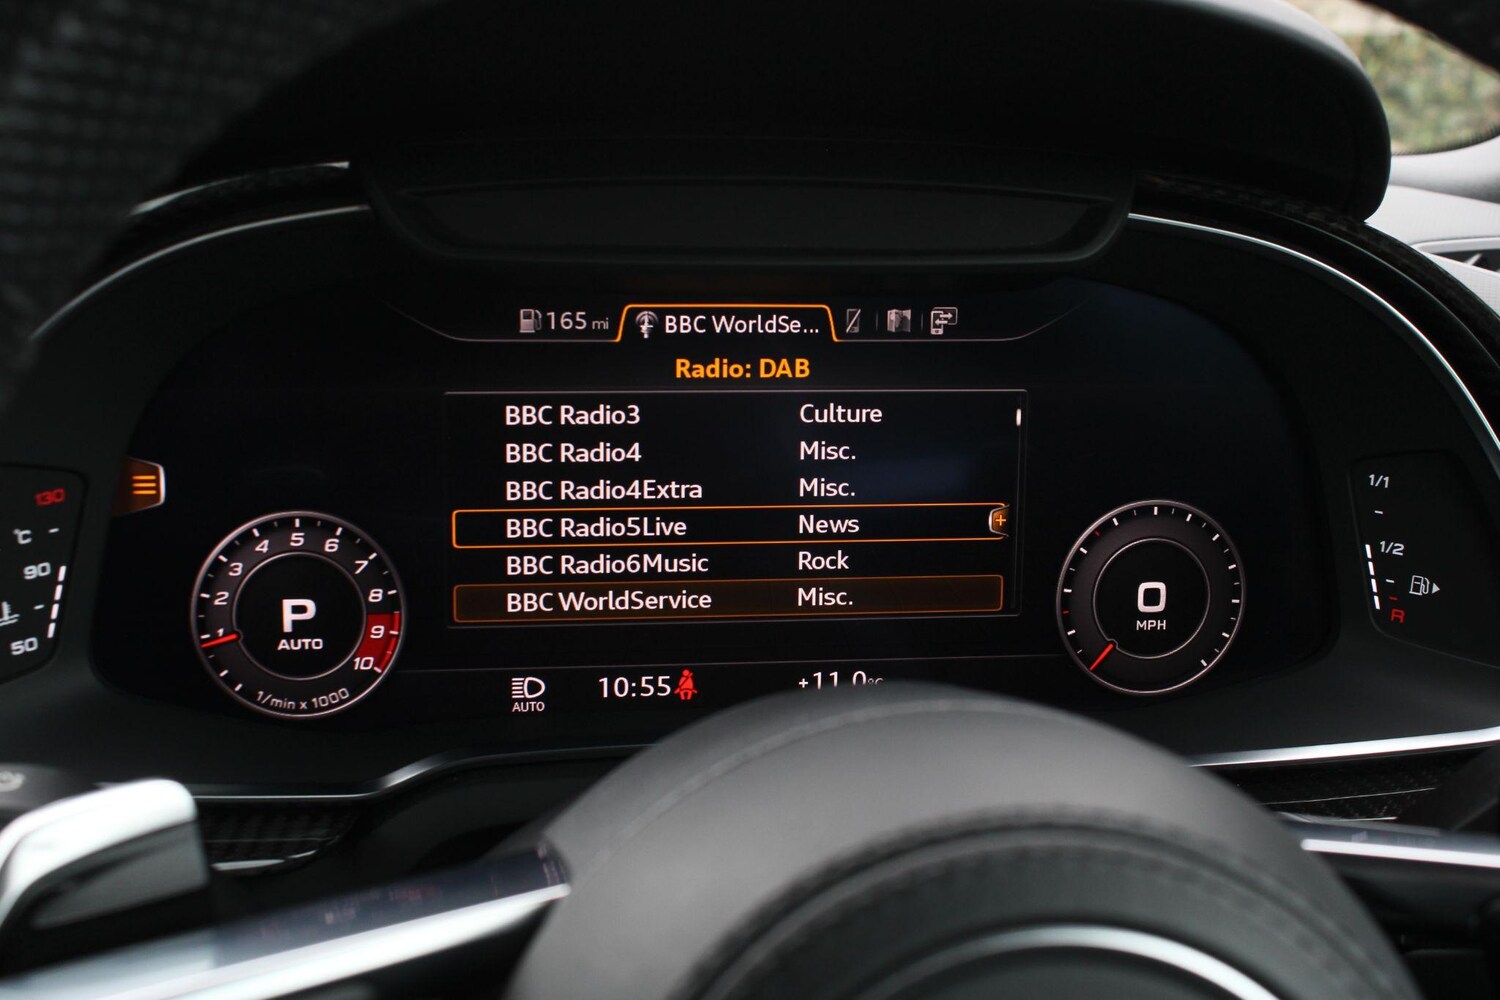 165 mi BBC WorldSe...
Radio: DAB
BBC Radio3 Culture
BBC Radio4 Misc.
BBC Radio4Extra Misc.
BBC Radio5Live News
BBC Radio6Music Rock
BBC WorldService Misc.
130
°C
90
50
1 2 3 4 5 6 7 8 9 10
P
AUTO
1/min x 1000
0
MPH
1/1
1/2
R
AUTO
10:55
+11.0°C